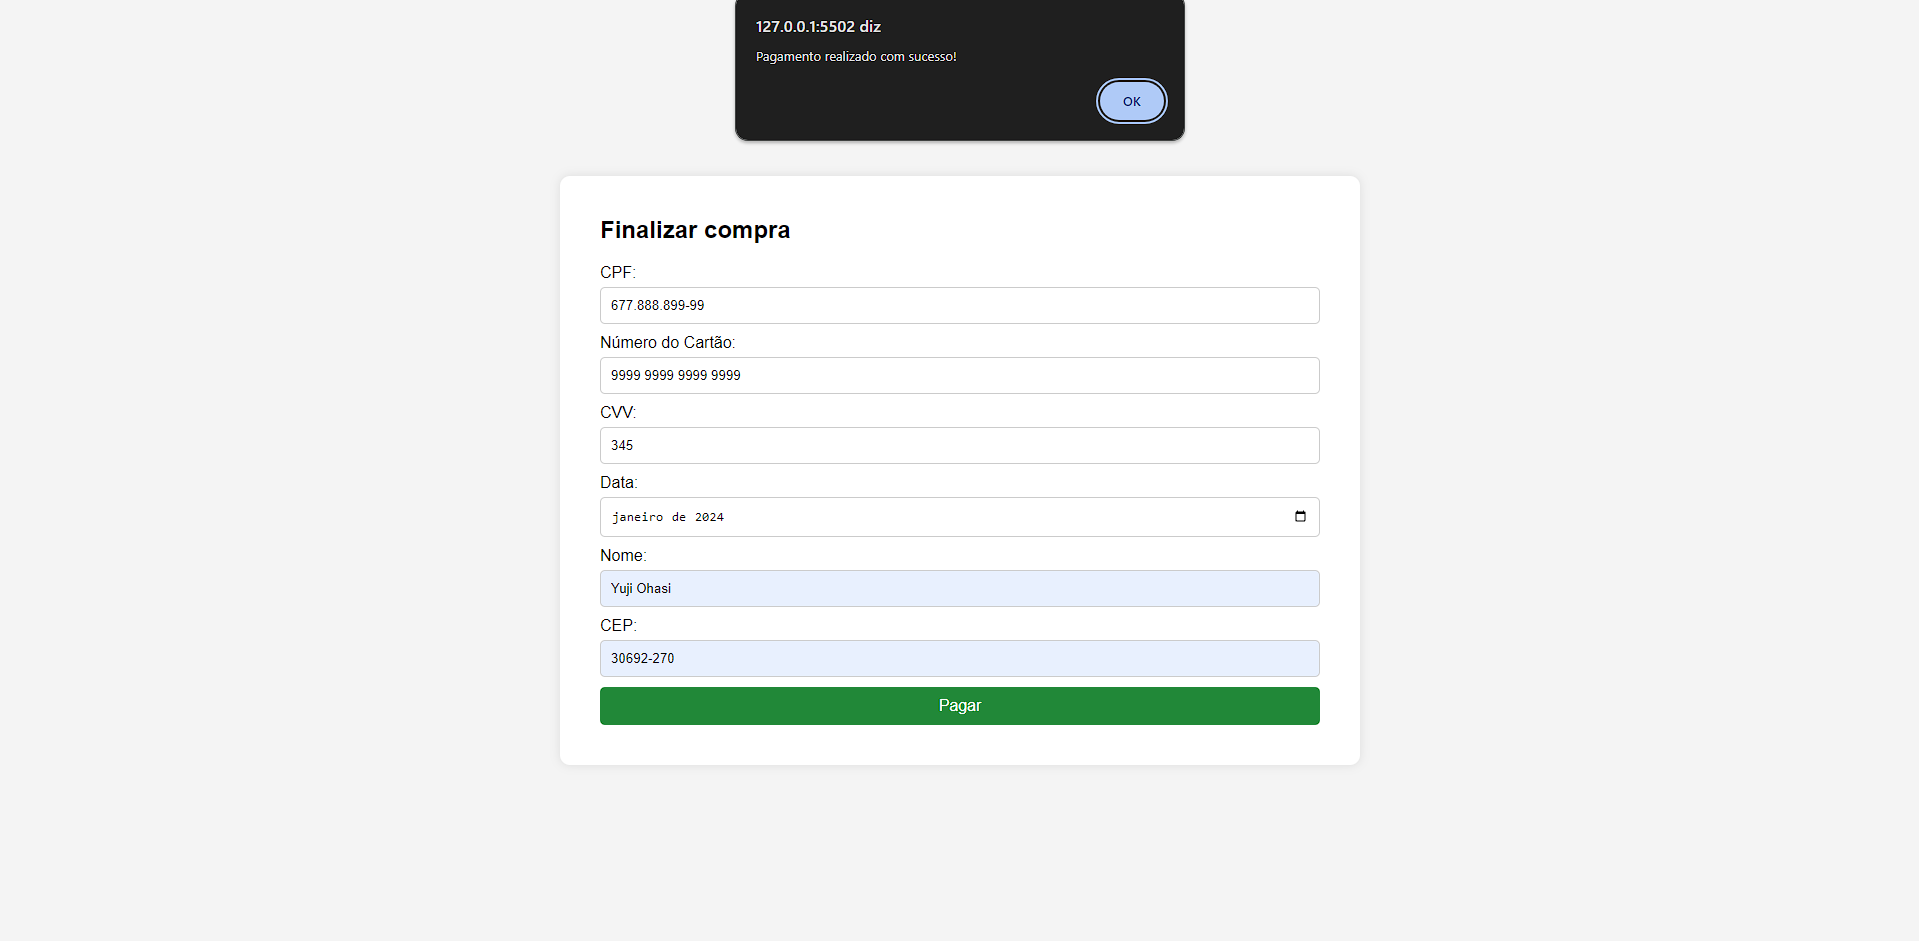 127.0.0.1:5502 diz
Pagamento realizado com sucesso!
OK
Finalizar compra
CPF:
677.888.899-99
Número do Cartão:
9999 9999 9999 9999
CVV:
345
Data:
janeiro de 2024
Nome:
Yuji Ohasi
CEP:
30692-270
Pagar